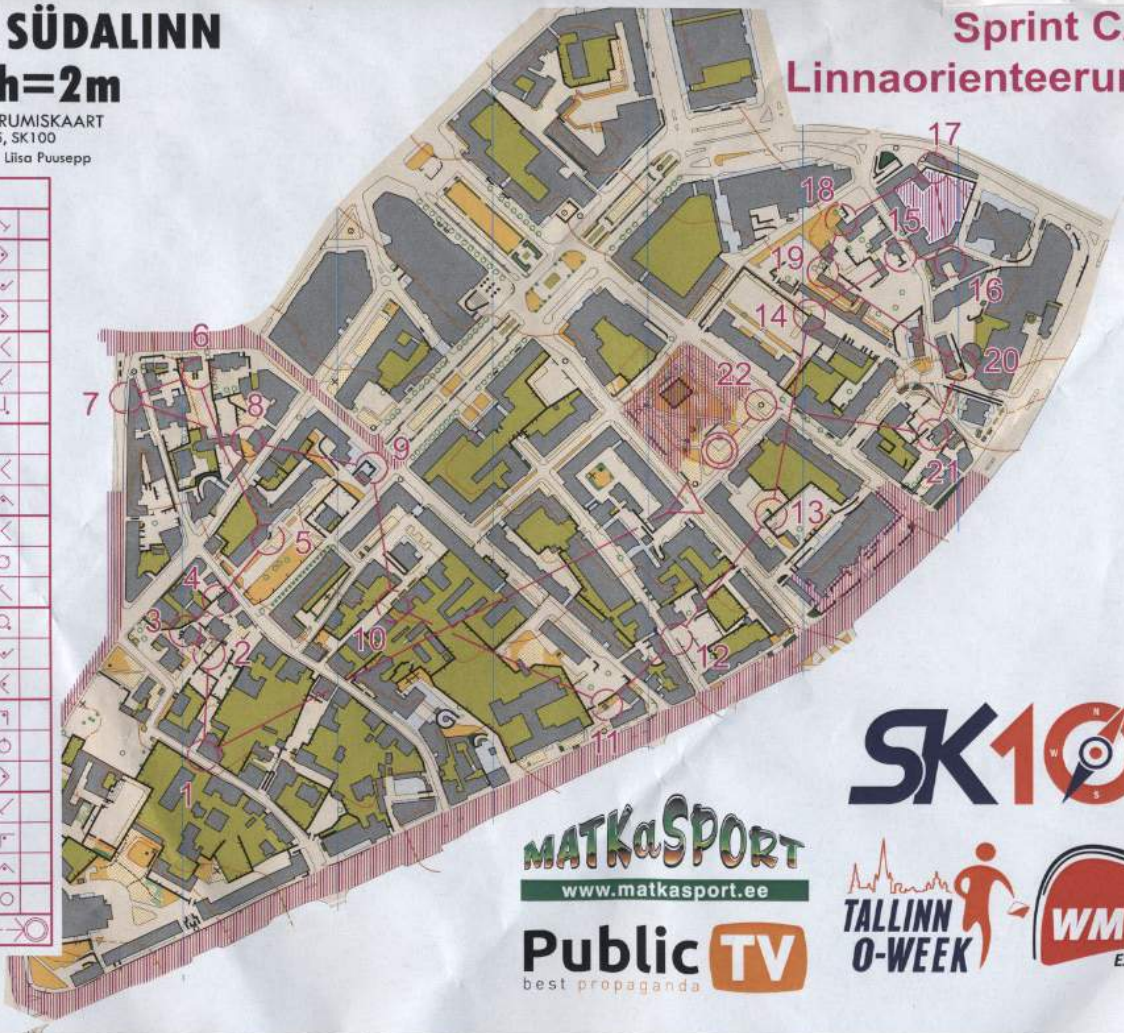 SÜDALINN
h=2m
RUMISKAART
, SK100
Liisa Puusepp
Sprint C
Linnaorienteerum
17
18
15
19
16
14
6
20
22
7
8
9
21
13
5
4
3
2
10
12
11
1
SK10
MATKaSPORT
www.matkasport.ee
TALLINN
O-WEEK
WM
Public TV
best propaganda